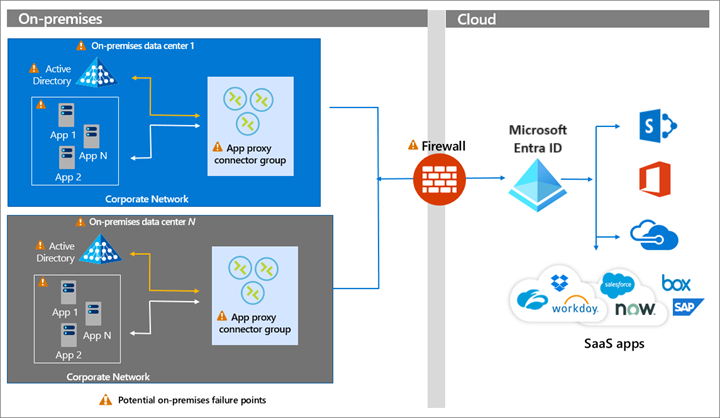 On-premises
Cloud
On-premises data center 1
Active
Directory
App 1
App N
App 2
App proxy
connector group
Corporate Network
On-premises data center N
Active
Directory
App 1
App N
App 2
App proxy
connector group
Corporate Network
Potential on-premises failure points
Firewall
Microsoft
Entra ID
S
salesforce
box
workday.
now
SAP
SaaS apps